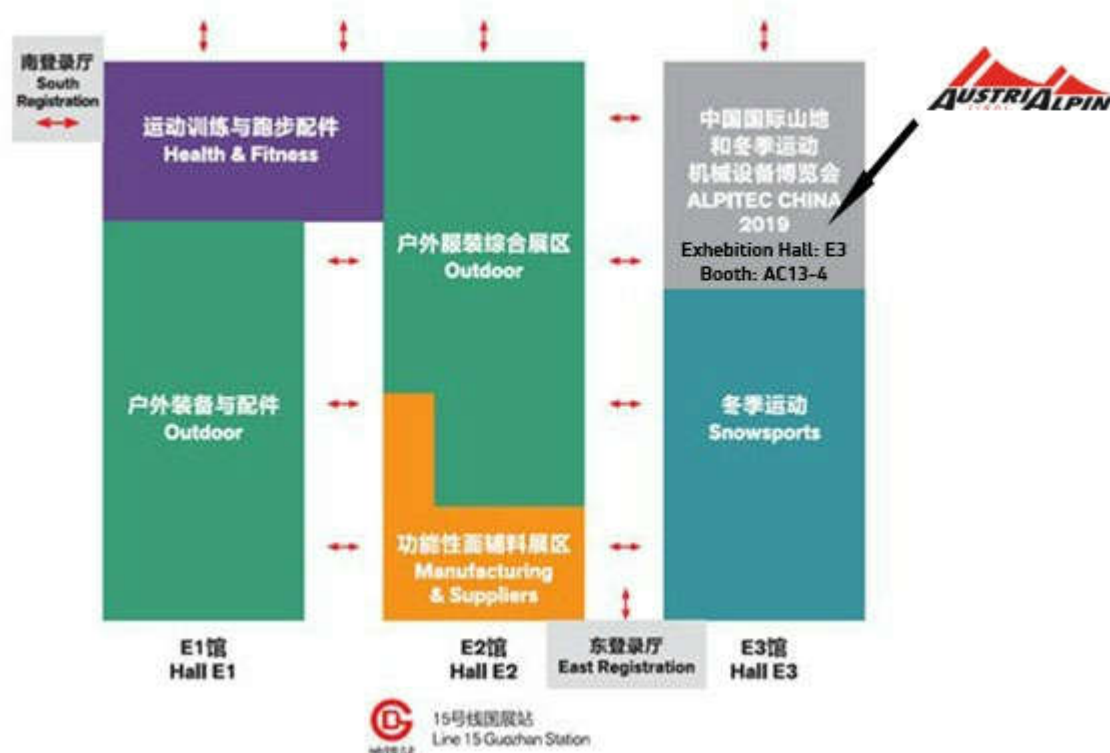 南登录厅
South
Registration
运动训练与跑步配件
Health & Fitness
户外装备与配件
Outdoor
户外服装综合展区
Outdoor
功能性面辅料展区
Manufacturing
& Suppliers
中国国际山地
和冬季运动
机械设备博览会
ALPITEC CHINA
2019
Exhebition Hall: E3
Booth: AC13-4
AUSTRIALPIN
冬季运动
Snowsports
E1馆
Hall E1
E2馆
Hall E2
东登录厅
East Registration
E3馆
Hall E3
15号线国展站
Line 15 Guozhan Station